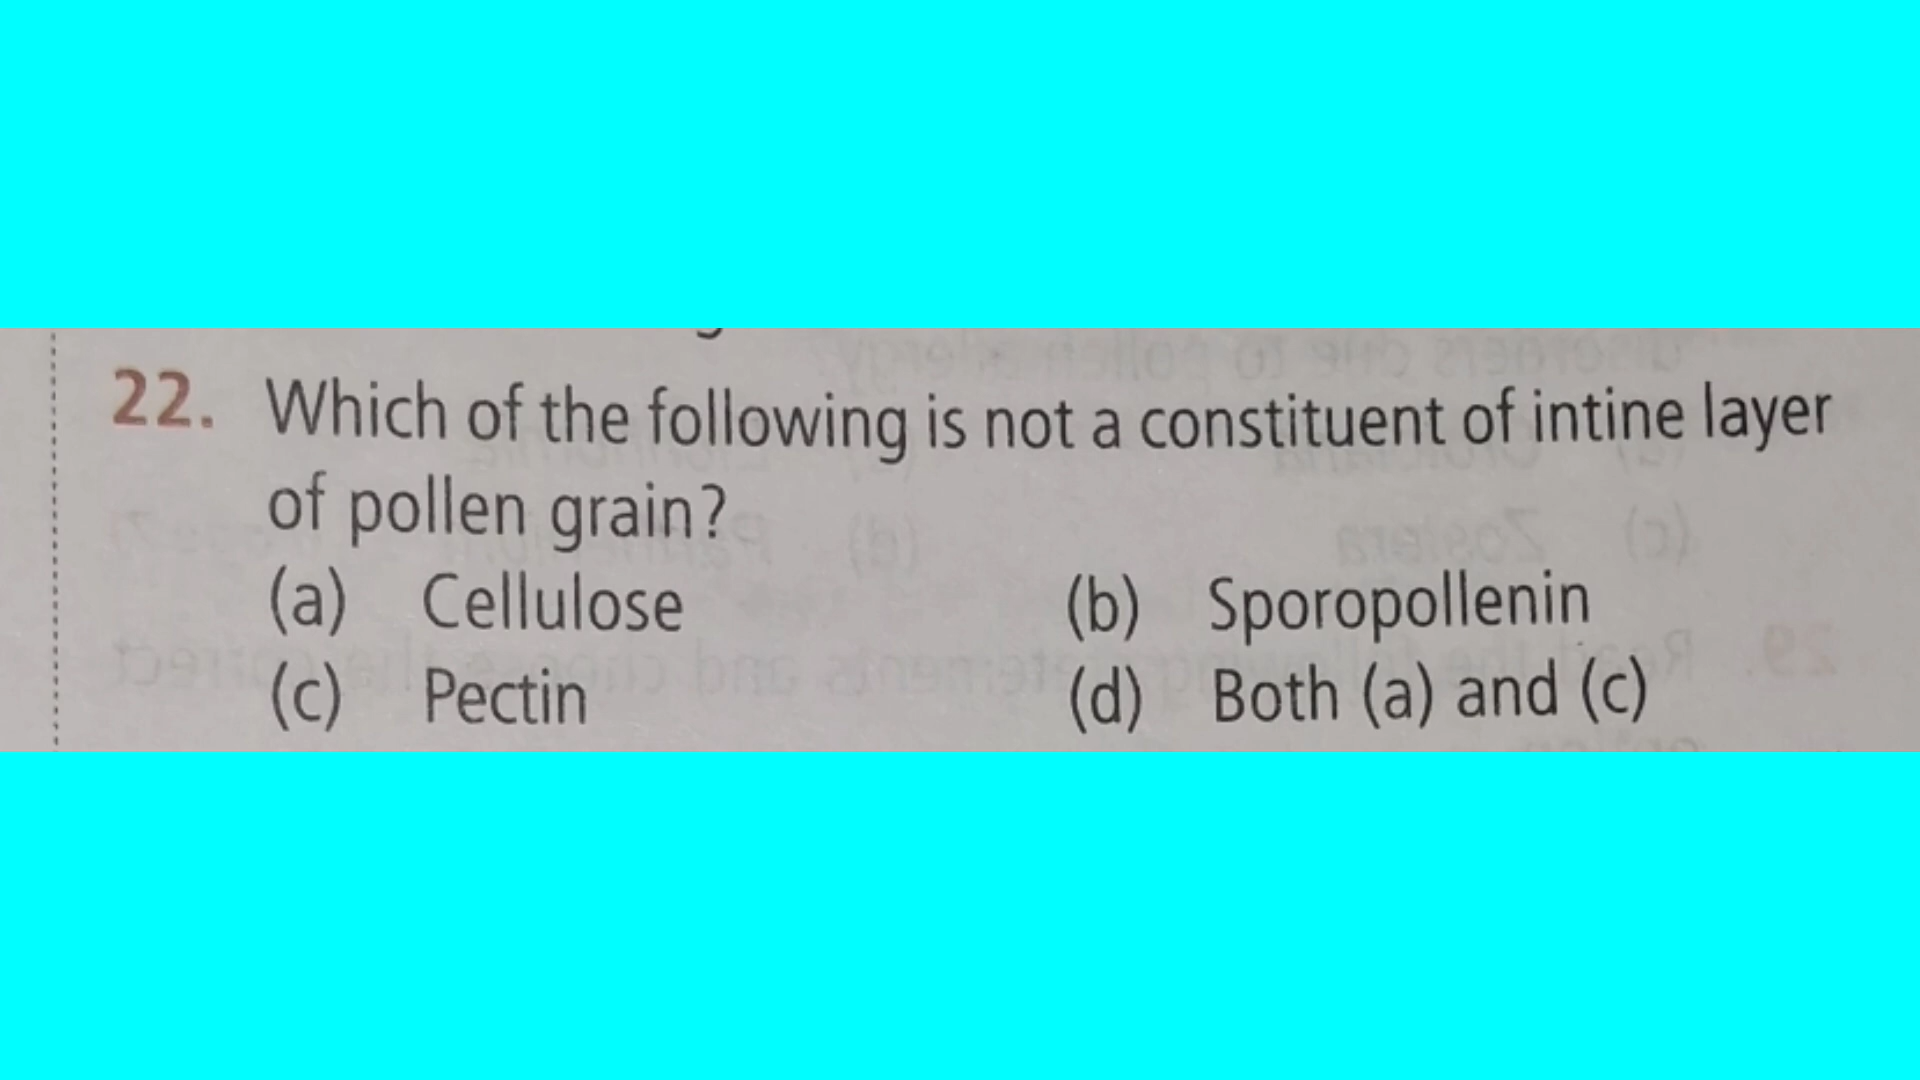 22. Which of the following is not a constituent of intine layer
of pollen grain?
(a) Cellulose (b) Sporopollenin
(c) Pectin (d) Both (a) and (c)